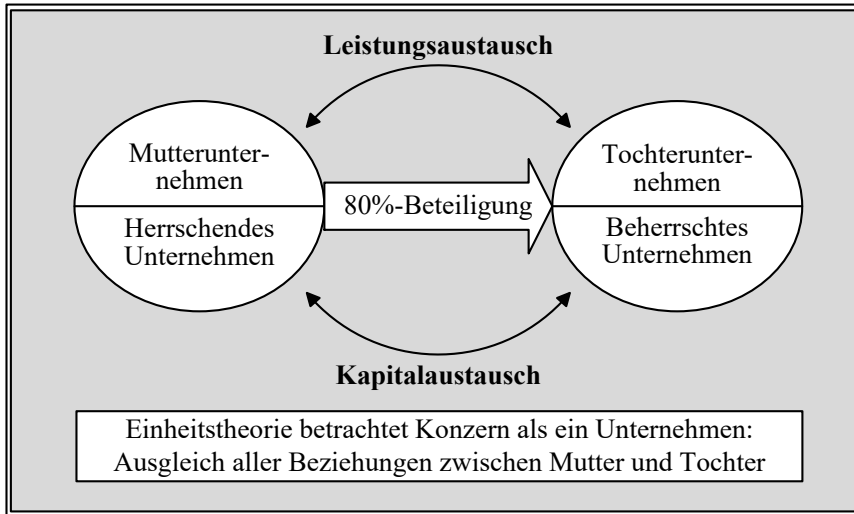 Leistungsaustausch
Mutterunter-
nehmen
Herrschendes
Unternehmen
80%-Beteiligung
Tochterunter-
nehmen
Beherrschtes
Unternehmen
Kapitalaustausch
Einheitstheorie betrachtet Konzern als ein Unternehmen:
Ausgleich aller Beziehungen zwischen Mutter und Tochter